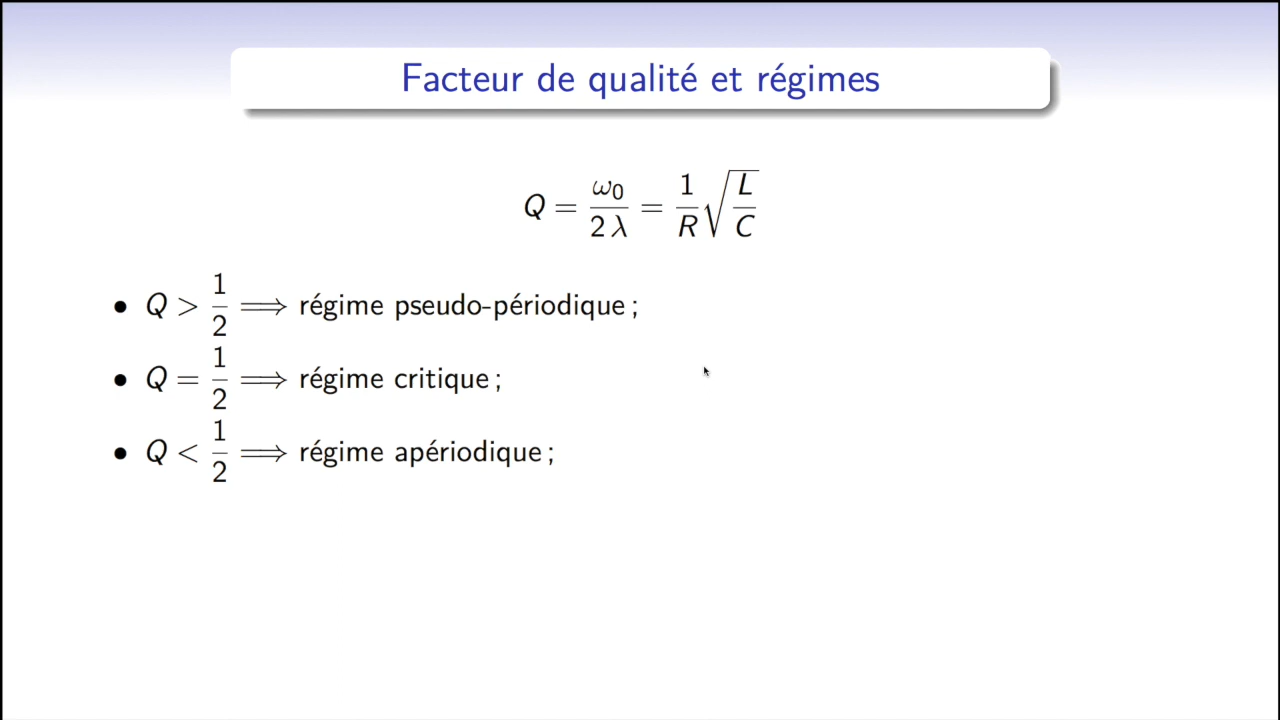 Facteur de qualité et régimes
Q = ω₀ / (2 λ) = (1 / R) √(L / C)
• Q > 1/2 ⟹ régime pseudo-périodique ;
• Q = 1/2 ⟹ régime critique ;
• Q < 1/2 ⟹ régime apériodique ;